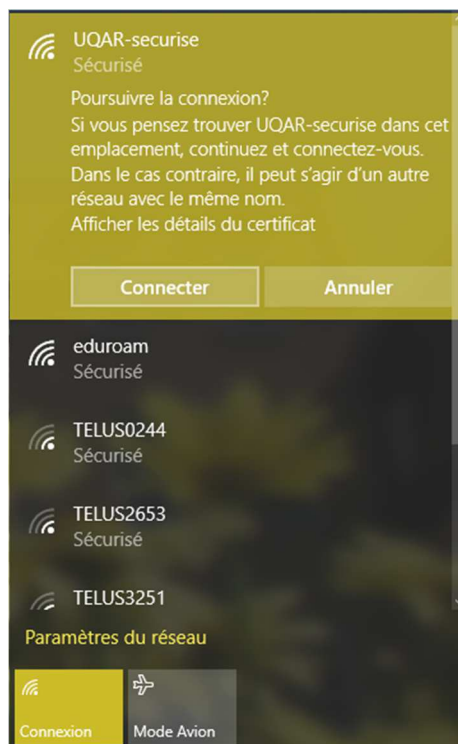 UQAR-securise
Sécurisé
Poursuivre la connexion?
Si vous pensez trouver UQAR-securise dans cet
emplacement, continuez et connectez-vous.
Dans le cas contraire, il peut s'agir d'un autre
réseau avec le même nom.
Afficher les détails du certificat
Connecter
Annuler
eduroam
Sécurisé
TELUS0244
Sécurisé
TELUS2653
Sécurisé
TELUS3251
Paramètres du réseau
Connexion
Mode Avion